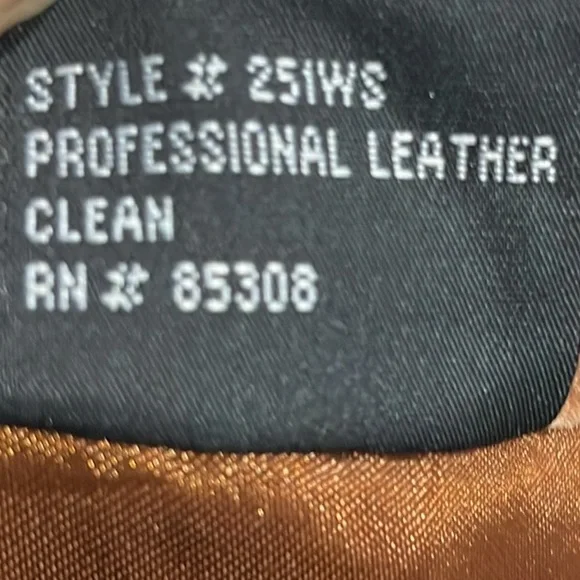 STYLE # 251WS
PROFESSIONAL LEATHER
CLEAN
RN # 85308